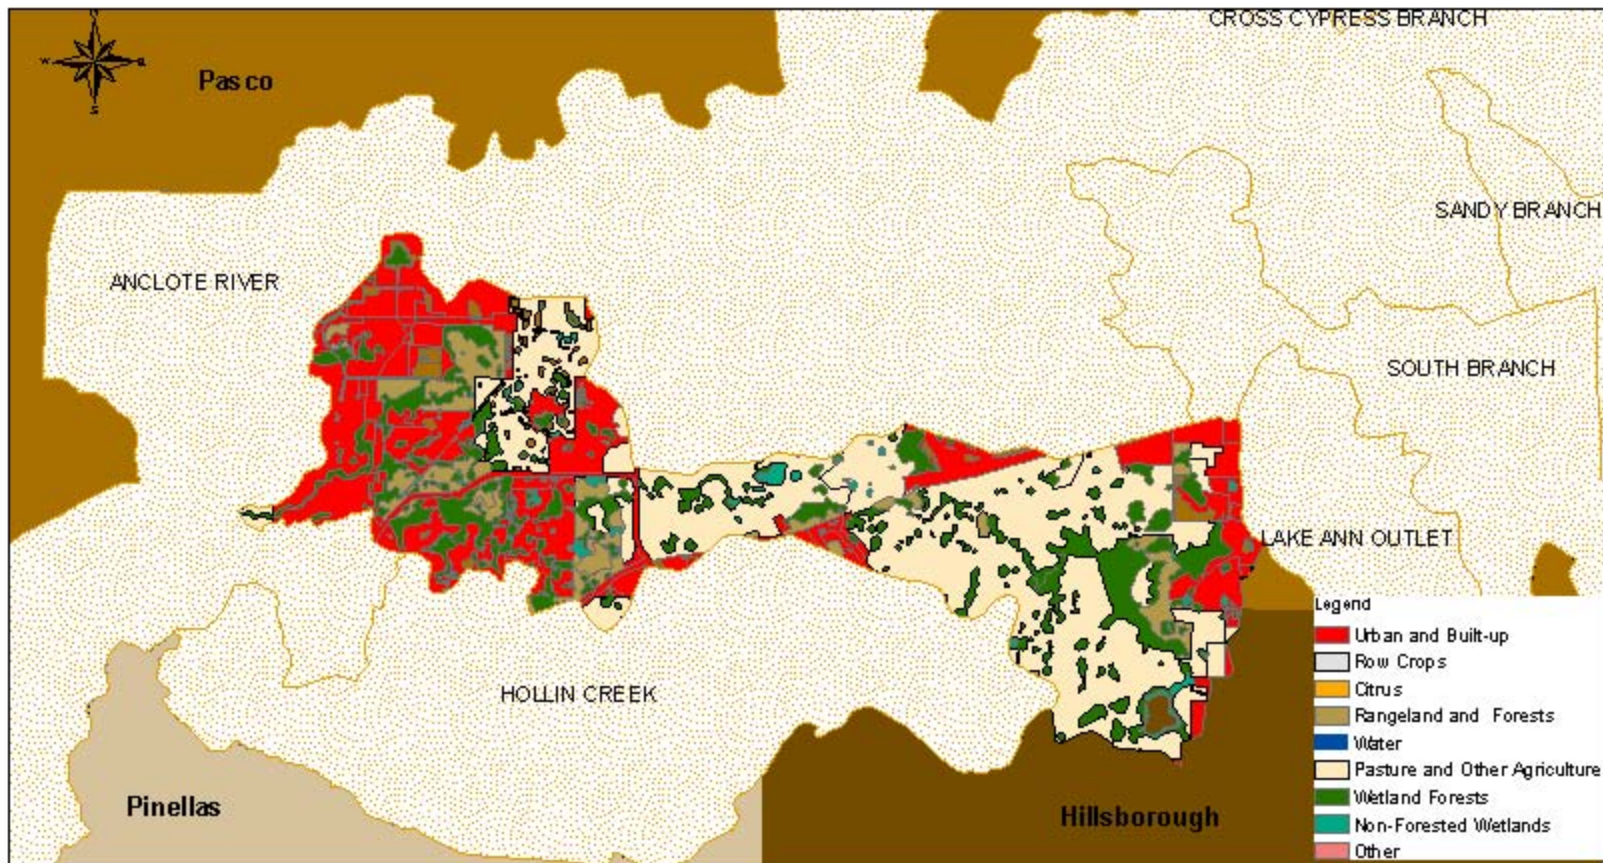 CROSS CYPRESS BRANCH
Pasco
SANDY BRANCH
ANCLOTE RIVER
SOUTH BRANCH
LAKE ANN OUTLET
HOLLIN CREEK
Pinellas
Hillsborough
Legend
Urban and Built-up
Row Crops
Citrus
Rangeland and Forests
Water
Pasture and Other Agriculture
Wetland Forests
Non-Forested Wetlands
Other
W
S